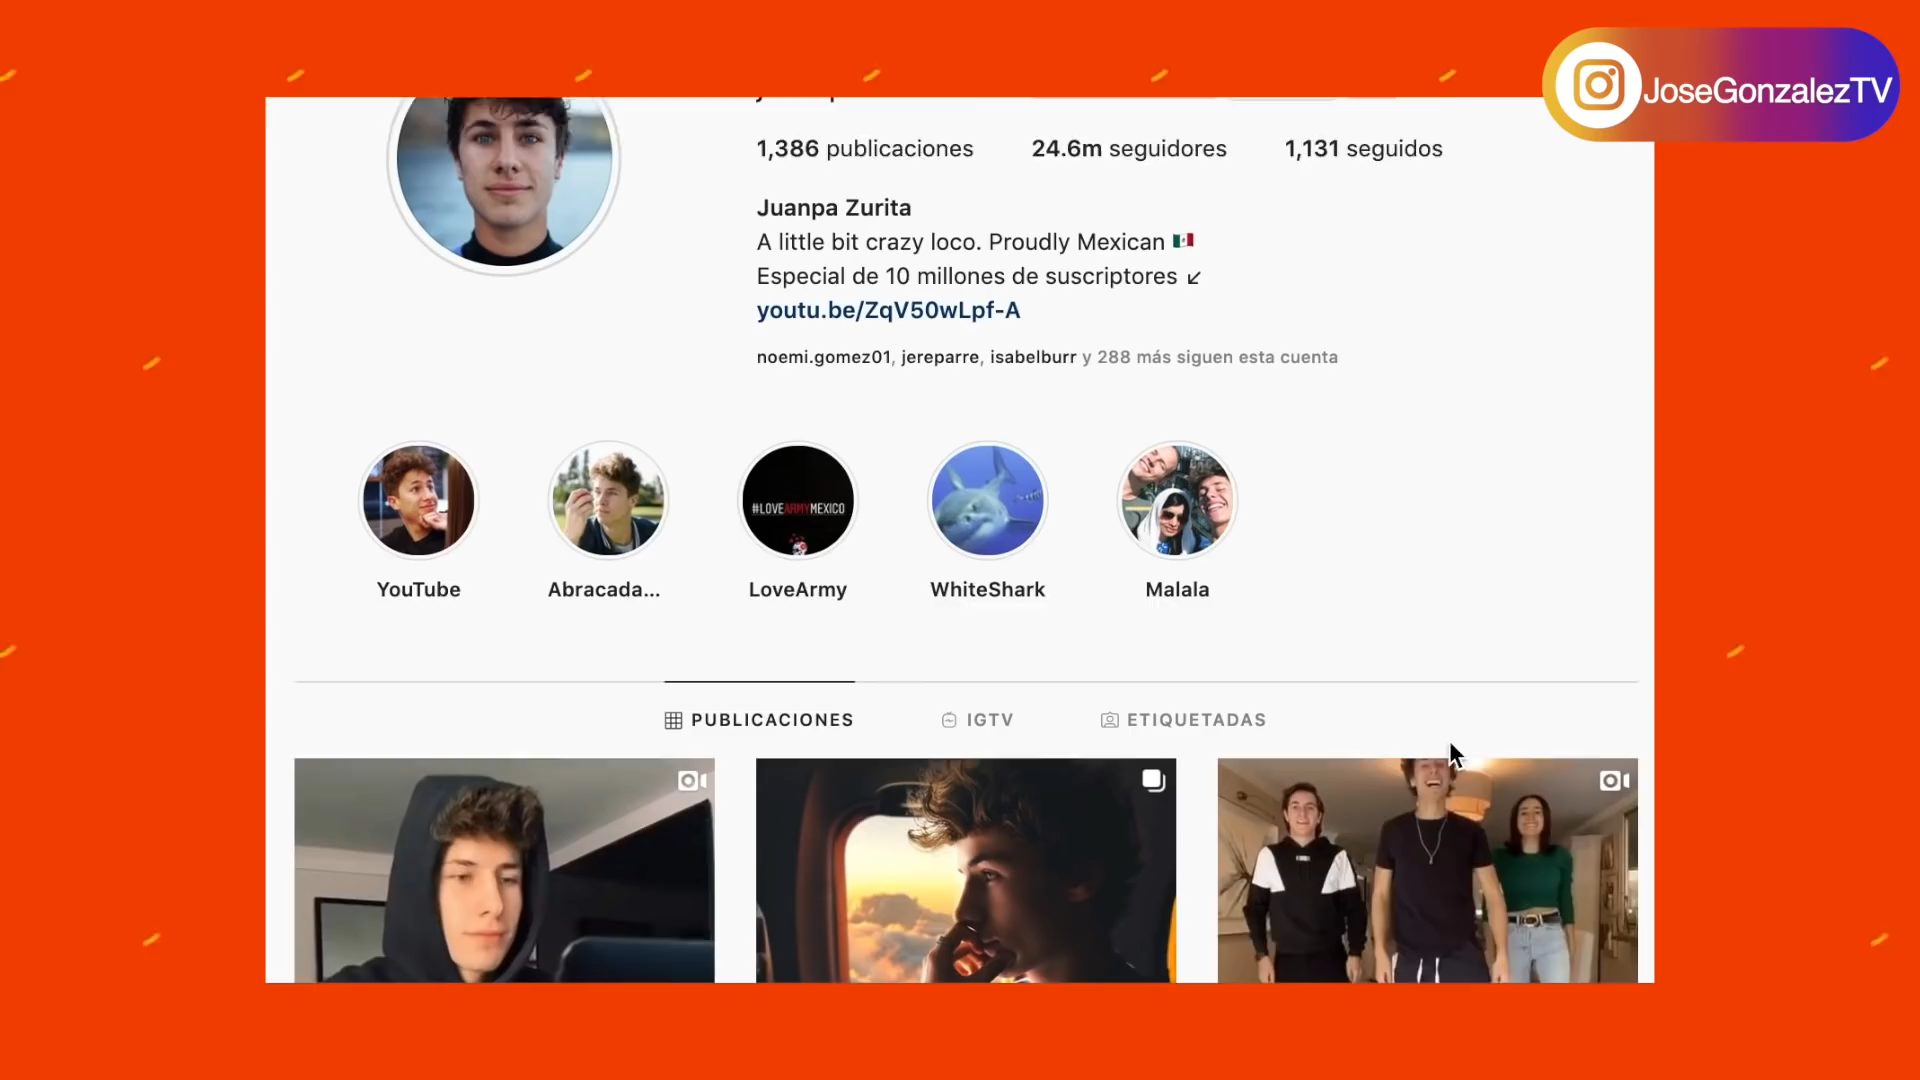 JoseGonzalezTV
1,386 publicaciones 24.6m seguidores 1,131 seguidos
Juanpa Zurita
A little bit crazy loco. Proudly Mexican 🇲🇽
Especial de 10 millones de suscriptores ↙
youtu.be/ZqV50wLpf-A
noemi.gomez01, jereparre, isabelburr y 288 más siguen esta cuenta
#LOVEARMYMEXICO
YouTube Abracada... LoveArmy WhiteShark Malala
PUBLICACIONES IGTV ETIQUETADAS